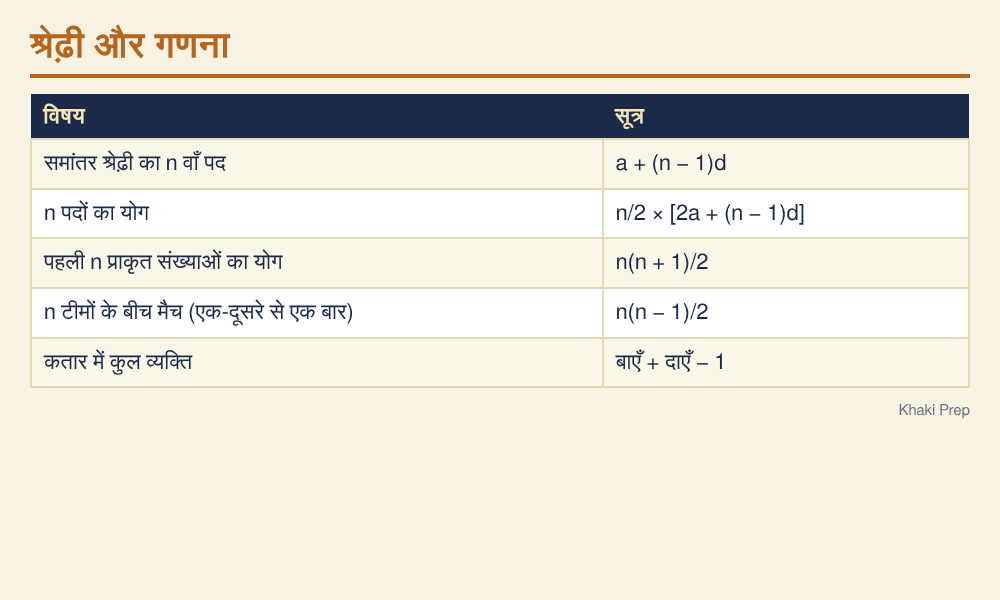 श्रेढ़ी और गणना
विषय सूत्र
समांतर श्रेढ़ी का n वाँ पद a + (n − 1)d
n पदों का योग n/2 × [2a + (n − 1)d]
पहली n प्राकृत संख्याओं का योग n(n + 1)/2
n टीमों के बीच मैच (एक-दूसरे से एक बार) n(n − 1)/2
कतार में कुल व्यक्ति बाएँ + दाएँ − 1
Khaki Prep